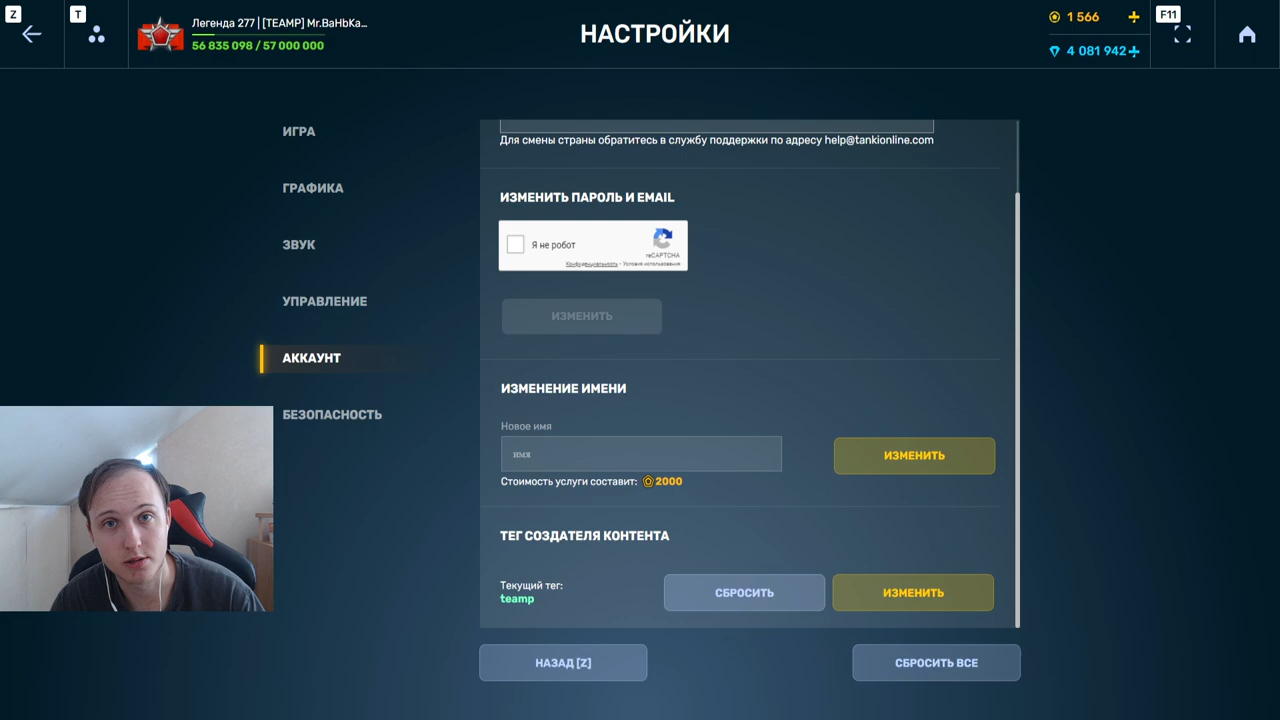 Z
T
Легенда 277 | [TEAMP] Mr.BaHbKa...
56 835 098 / 57 000 000
НАСТРОЙКИ
1 566
4 081 942
F11
ИГРА
ГРАФИКА
ЗВУК
УПРАВЛЕНИЕ
АККАУНТ
БЕЗОПАСНОСТЬ
Для смены страны обратитесь в службу поддержки по адресу help@tankionline.com
ИЗМЕНИТЬ ПАРОЛЬ И EMAIL
Я не робот
reCAPTCHA
Конфиденциальность - Условия использования
ИЗМЕНИТЬ
ИЗМЕНЕНИЕ ИМЕНИ
Новое имя
имя
ИЗМЕНИТЬ
Стоимость услуги составит: 2000
ТЕГ СОЗДАТЕЛЯ КОНТЕНТА
Текущий тег:
teamp
СБРОСИТЬ
ИЗМЕНИТЬ
НАЗАД [Z]
СБРОСИТЬ ВСЕ